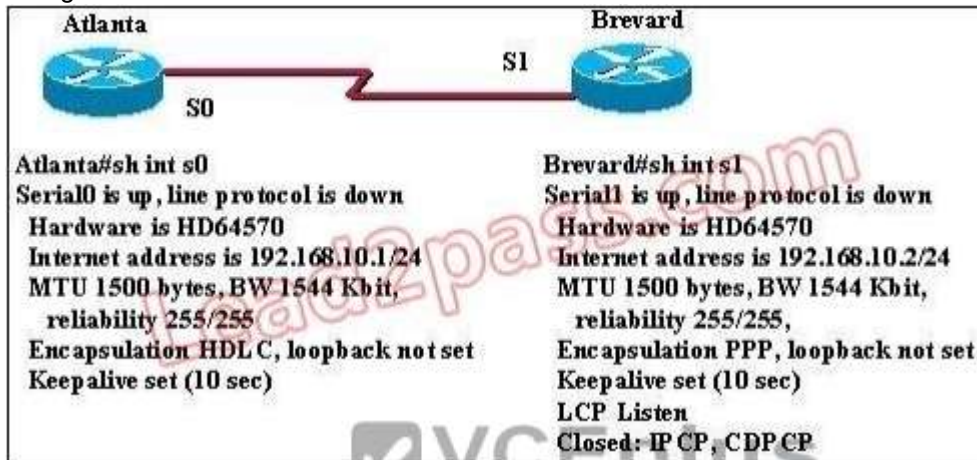 Atlanta
Brevard
S1
S0
Atlanta#sh int s0
Serial0 is up, line protocol is down
Hardware is HD64570
Internet address is 192.168.10.1/24
MTU 1500 bytes, BW 1544 Kbit,
reliability 255/255
Encapsulation HDLC, loopback not set
Keepalive set (10 sec)
Brevard#sh int s1
Serial1 is up, line protocol is down
Hardware is HD64570
Internet address is 192.168.10.2/24
MTU 1500 bytes, BW 1544 Kbit,
reliability 255/255,
Encapsulation PPP, loopback not set
Keepalive set (10 sec)
LCP Listen
Closed: IPCP, CDPCP
Lead2pass.com